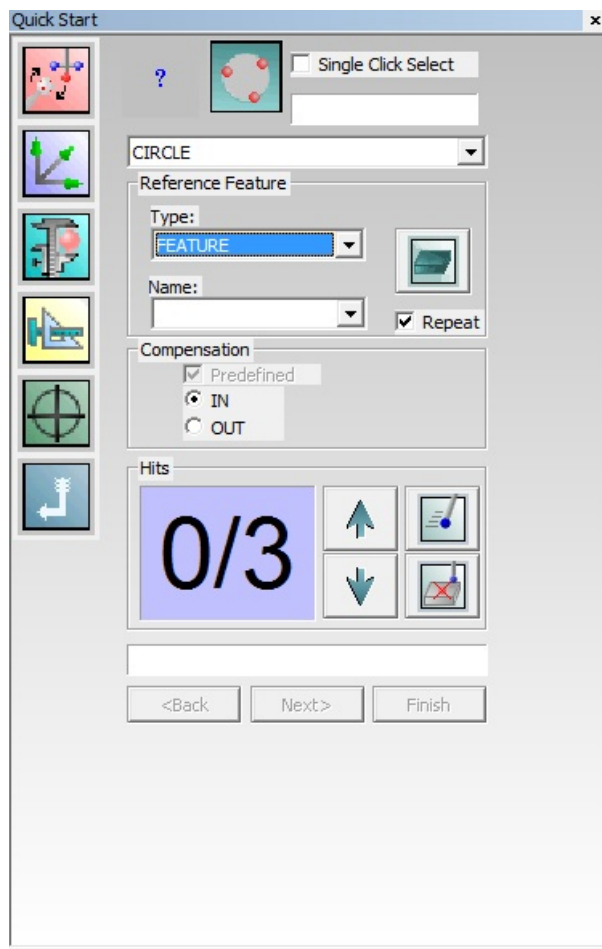 Quick Start
x
?
Single Click Select
CIRCLE
Reference Feature
Type:
FEATURE
Name:
Repeat
Compensation
Predefined
IN
OUT
Hits
0/3
<Back Next> Finish